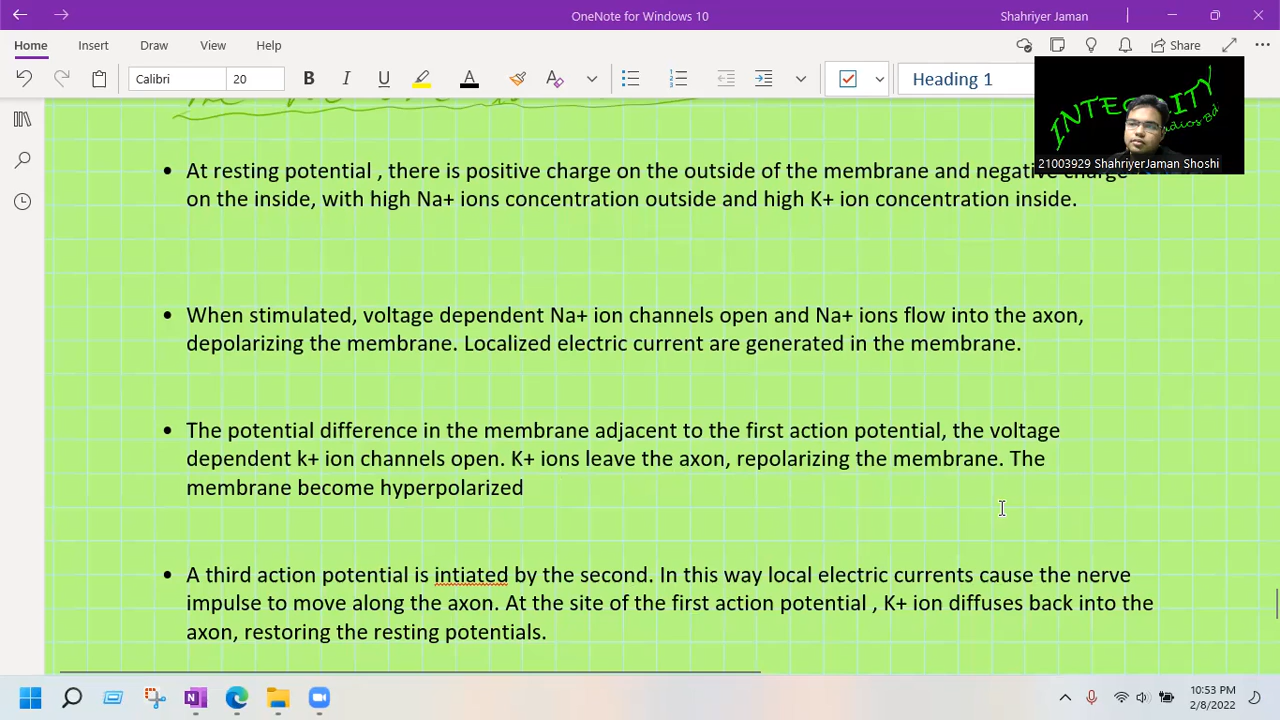 OneNote for Windows 10
Shahriyer Jaman
Home Insert Draw View Help
Share
Calibri 20 B I U A Heading 1
INTEGRITY
udios Bd
21003929 ShahriyerJaman Shoshi
• At resting potential , there is positive charge on the outside of the membrane and negative charge
on the inside, with high Na+ ions concentration outside and high K+ ion concentration inside.
• When stimulated, voltage dependent Na+ ion channels open and Na+ ions flow into the axon,
depolarizing the membrane. Localized electric current are generated in the membrane.
• The potential difference in the membrane adjacent to the first action potential, the voltage
dependent k+ ion channels open. K+ ions leave the axon, repolarizing the membrane. The
membrane become hyperpolarized
• A third action potential is intiated by the second. In this way local electric currents cause the nerve
impulse to move along the axon. At the site of the first action potential , K+ ion diffuses back into the
axon, restoring the resting potentials.
10:53 PM
2/8/2022